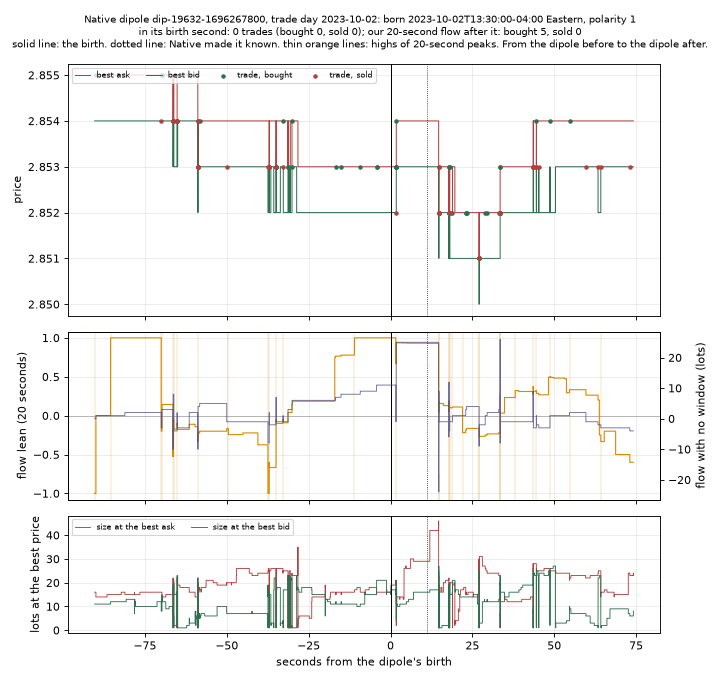 Native dipole dip-19632-1696267800, trade day 2023-10-02: born 2023-10-02T13:30:00-04:00 Eastern, polarity 1
in its birth second: 0 trades (bought 0, sold 0); our 20-second flow after it: bought 5, sold 0
solid line: the birth. dotted line: Native made it known. thin orange lines: highs of 20-second peaks. From the dipole before to the dipole after.
best ask best bid trade, bought trade, sold
2.855
2.854
2.853
2.852
2.851
2.850
price
1.0
0.5
0.0
−0.5
−1.0
flow lean (20 seconds)
20
10
0
−10
−20
flow with no window (lots)
size at the best ask size at the best bid
40
30
20
10
0
lots at the best price
−75 −50 −25 0 25 50 75
seconds from the dipole's birth